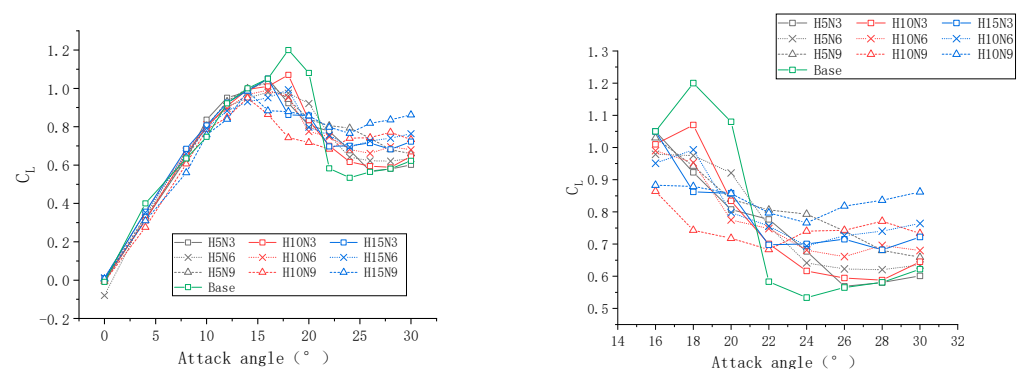 1.2
1.0
0.8
0.6
0.4
0.2
0.0
-0.2
C_L
0 5 10 15 20 25 30
Attack angle（°）
H5N3 H10N3 H15N3
H5N6 H10N6 H15N6
H5N9 H10N9 H15N9
Base
H5N3 H10N3 H15N3
H5N6 H10N6 H10N6
H5N9 H10N9 H10N9
Base
1.3
1.2
1.1
1.0
0.9
0.8
0.7
0.6
0.5
C_L
14 16 18 20 22 24 26 28 30 32
Attack angle（°）